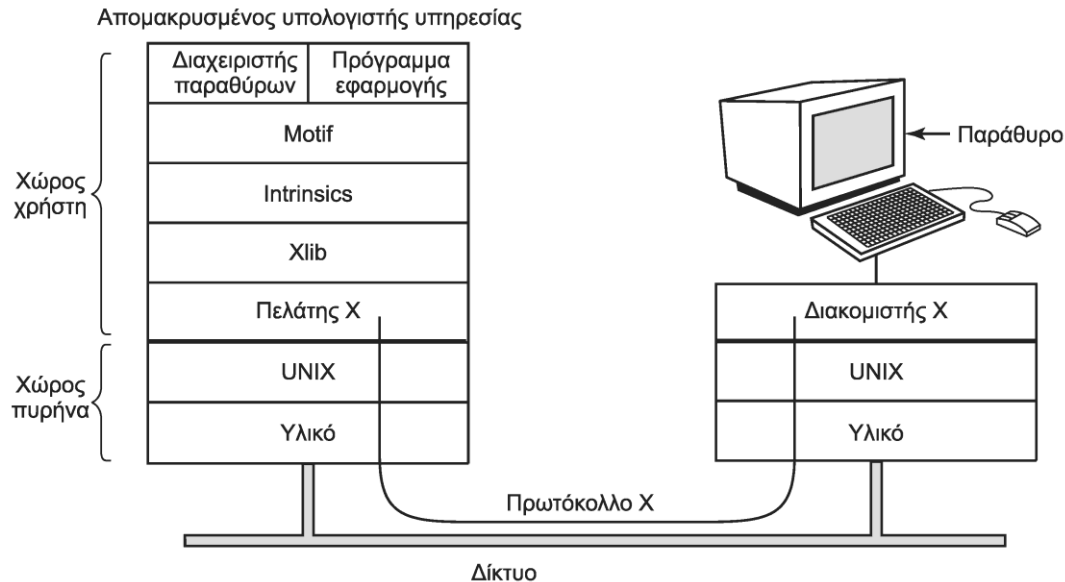 Απομακρυσμένος υπολογιστής υπηρεσίας
Διαχειριστής
παραθύρων
Πρόγραμμα
εφαρμογής
Motif
Intrinsics
Xlib
Πελάτης X
UNIX
Υλικό
Χώρος
χρήστη
Χώρος
πυρήνα
Παράθυρο
Διακομιστής X
UNIX
Υλικό
Πρωτόκολλο X
Δίκτυο